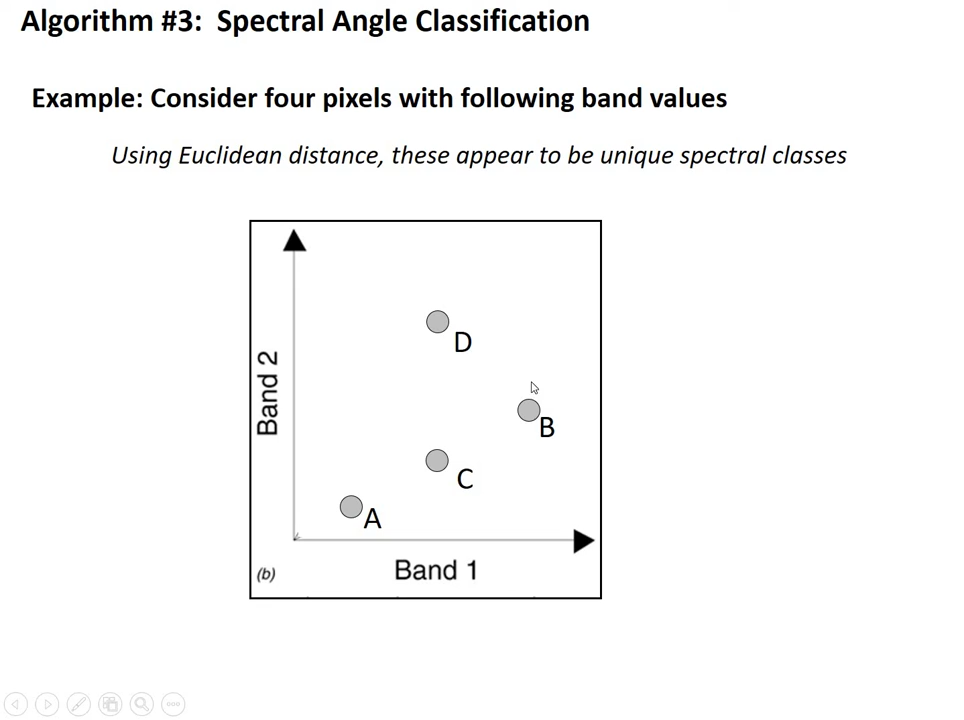 Algorithm #3: Spectral Angle Classification
Example: Consider four pixels with following band values
Using Euclidean distance, these appear to be unique spectral classes
D
Band 2
B
C
A
(b)
Band 1